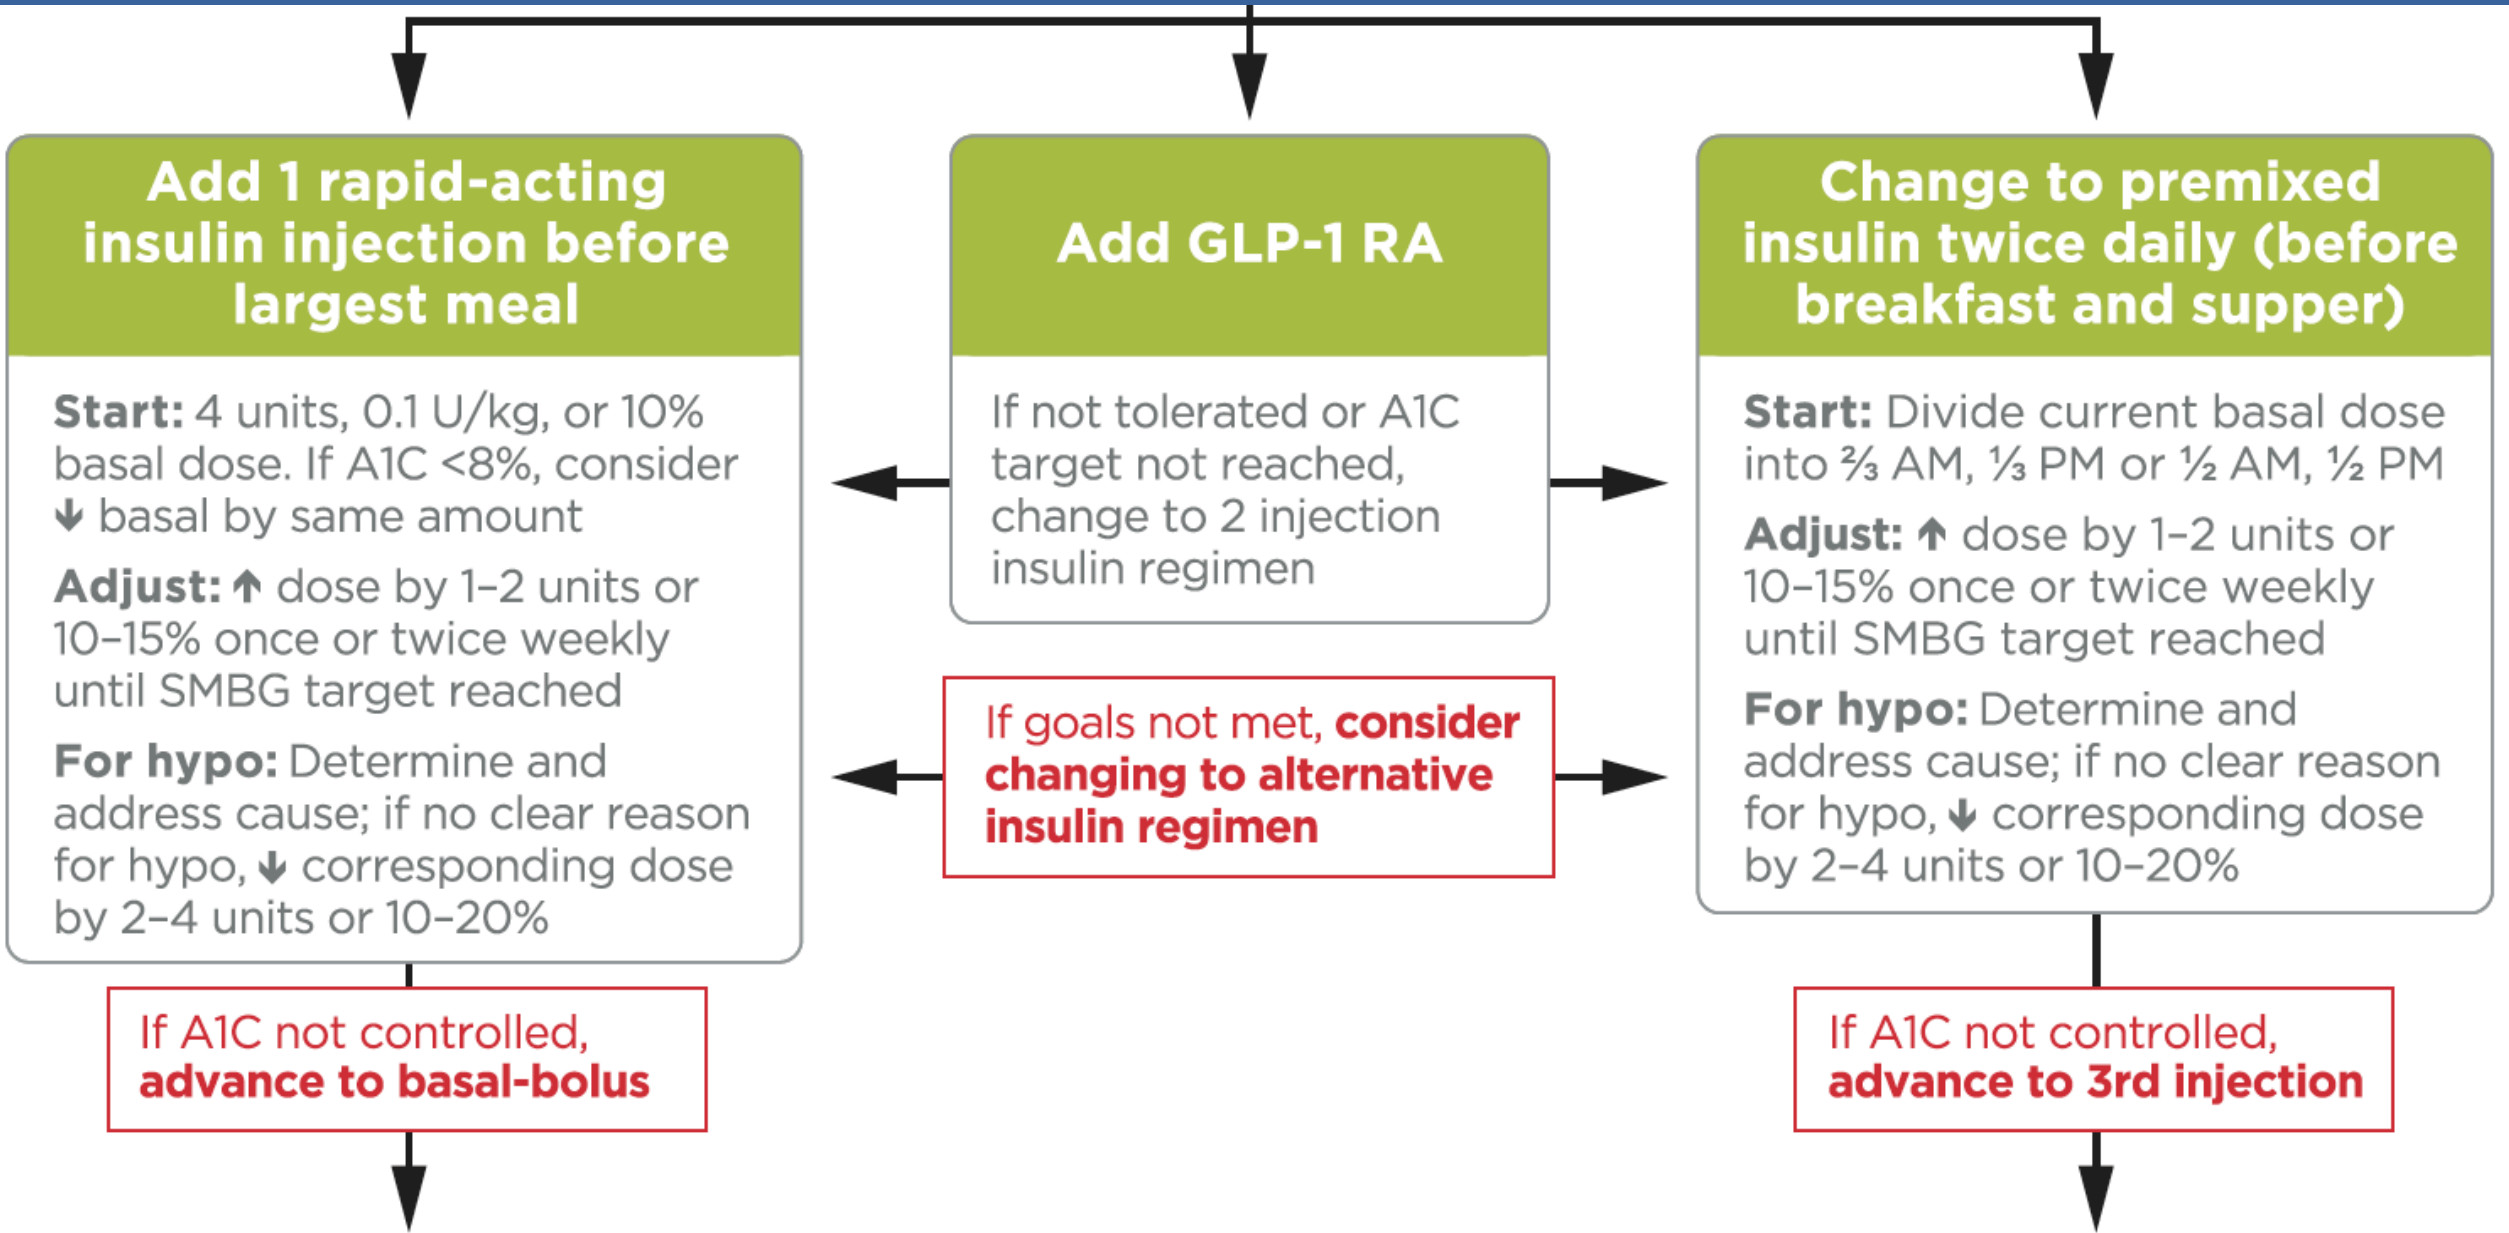 Add 1 rapid-acting
insulin injection before
largest meal
Start: 4 units, 0.1 U/kg, or 10%
basal dose. If A1C <8%, consider
↓ basal by same amount
Adjust: ↑ dose by 1–2 units or
10–15% once or twice weekly
until SMBG target reached
For hypo: Determine and
address cause; if no clear reason
for hypo, ↓ corresponding dose
by 2–4 units or 10–20%
If A1C not controlled,
advance to basal-bolus
Add GLP-1 RA
If not tolerated or A1C
target not reached,
change to 2 injection
insulin regimen
If goals not met, consider
changing to alternative
insulin regimen
Change to premixed
insulin twice daily (before
breakfast and supper)
Start: Divide current basal dose
into ⅔ AM, ⅓ PM or ½ AM, ½ PM
Adjust: ↑ dose by 1–2 units or
10–15% once or twice weekly
until SMBG target reached
For hypo: Determine and
address cause; if no clear reason
for hypo, ↓ corresponding dose
by 2–4 units or 10–20%
If A1C not controlled,
advance to 3rd injection